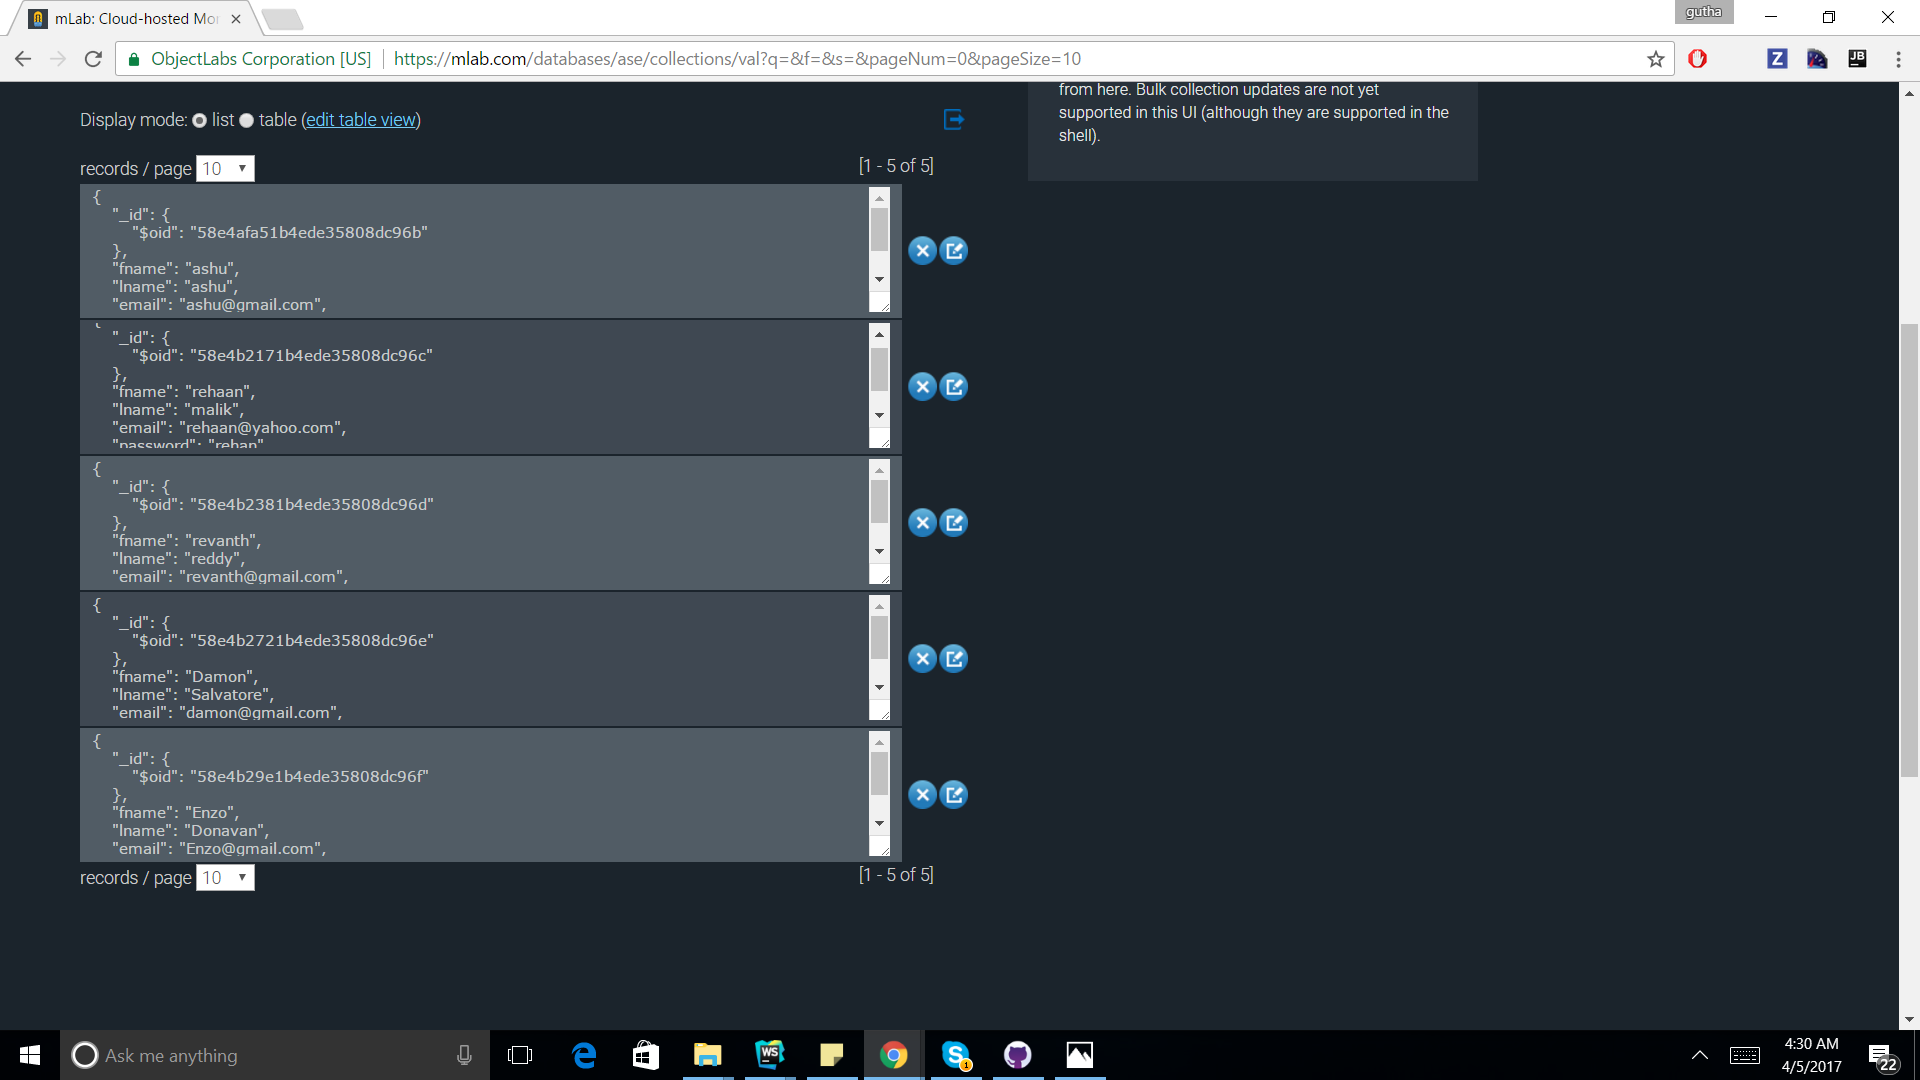 mLab: Cloud-hosted Mo
gutha
ObjectLabs Corporation [US]
https://mlab.com/databases/ase/collections/val?q=&f=&s=&pageNum=0&pageSize=10
Z
JB
from here. Bulk collection updates are not yet
supported in this UI (although they are supported in the
shell).
Display mode: list table (edit table view)
records / page 10
[1 - 5 of 5]
{
"_id": {
"$oid": "58e4afa51b4ede35808dc96b"
},
"fname": "ashu",
"lname": "ashu",
"email": "ashu@gmail.com",
{
"_id": {
"$oid": "58e4b2171b4ede35808dc96c"
},
"fname": "rehaan",
"lname": "malik",
"email": "rehaan@yahoo.com",
"password": "rehan"
{
"_id": {
"$oid": "58e4b2381b4ede35808dc96d"
},
"fname": "revanth",
"lname": "reddy",
"email": "revanth@gmail.com",
{
"_id": {
"$oid": "58e4b2721b4ede35808dc96e"
},
"fname": "Damon",
"lname": "Salvatore",
"email": "damon@gmail.com",
{
"_id": {
"$oid": "58e4b29e1b4ede35808dc96f"
},
"fname": "Enzo",
"lname": "Donavan",
"email": "Enzo@gmail.com",
records / page 10
[1 - 5 of 5]
Ask me anything
WS
S
1
4:30 AM
4/5/2017
22